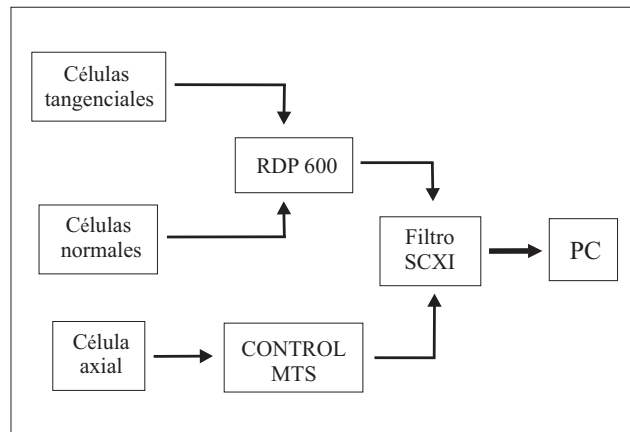 Células
tangenciales
RDP 600
Células
normales
Filtro
SCXI
PC
Célula
axial
CONTROL
MTS